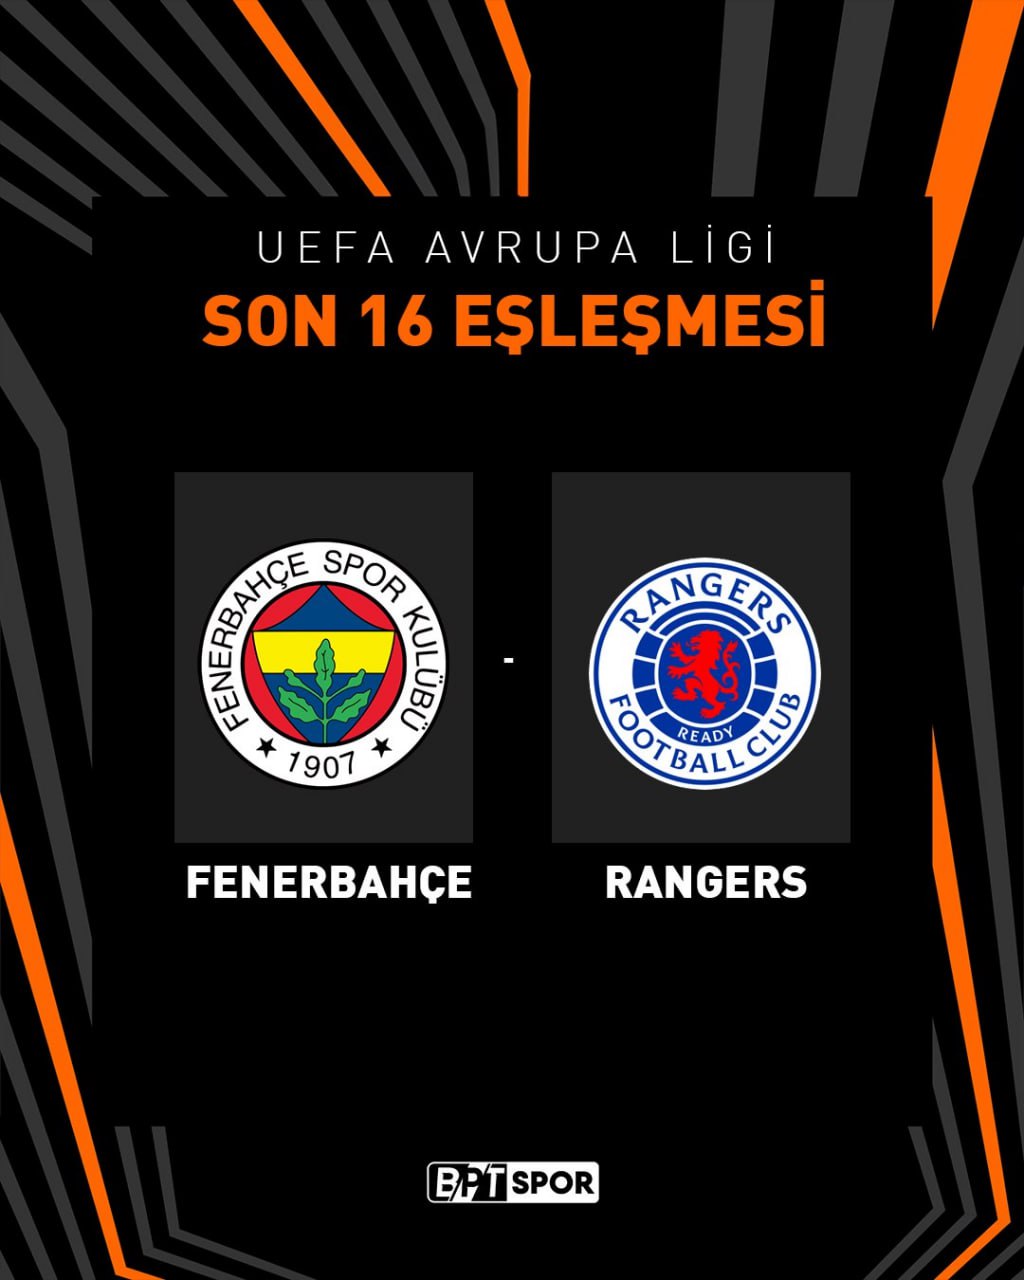 UEFA AVRUPA LİGİ
SON 16 EŞLEŞMESİ
FENERBAHÇE SPOR KULÜBÜ
1907
-
RANGERS
READY
FOOTBALL CLUB
FENERBAHÇE
RANGERS
BPT SPOR